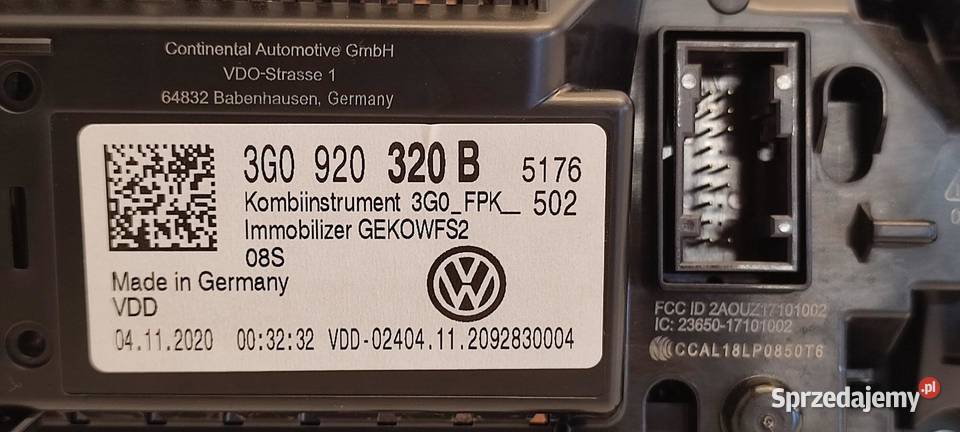 Continental Automotive GmbH
VDO-Strasse 1
64832 Babenhausen, Germany
3G0 920 320 B 5176
Kombiinstrument 3G0_FPK__ 502
Immobilizer GEKOWFS2
08S
Made in Germany
VDD
04.11.2020 00:32:32 VDD-02404.11.2092830004
FCC ID 2AOUZ17101002
IC: 23650-17101002
CCAL18LP0850T6
Sprzedajemy.pl